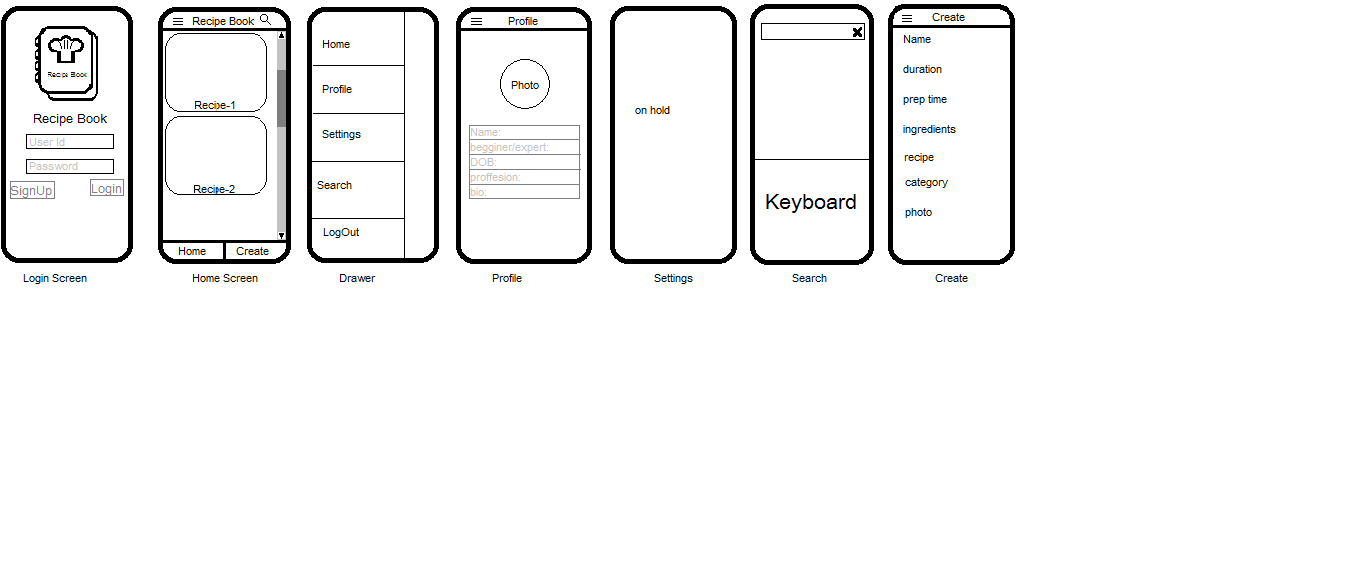 Recipe Book
Recipe Book
User Id
Password
SignUp
Login
Login Screen
Recipe Book
Recipe-1
Recipe-2
Home
Create
Home Screen
Home
Profile
Settings
Search
LogOut
Drawer
Profile
Photo
Name:
begginer/expert:
DOB:
proffesion:
bio:
Profile
on hold
Settings
Keyboard
Search
Create
Name
duration
prep time
ingredients
recipe
category
photo
Create